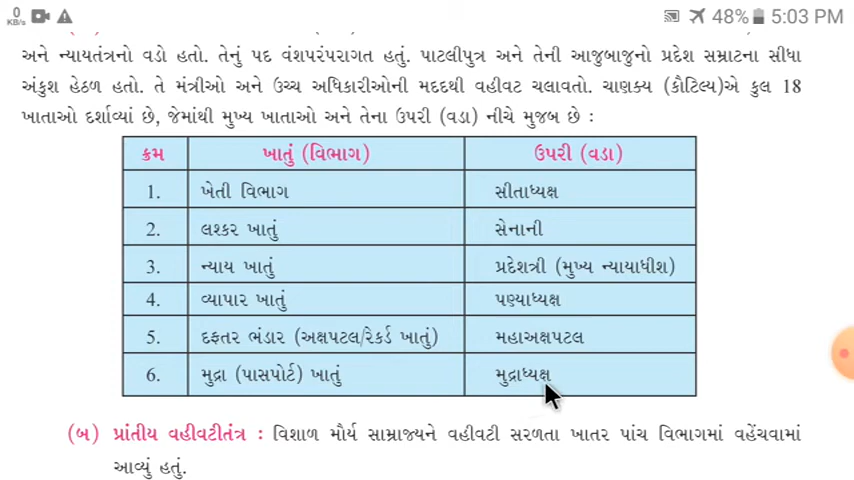 0
KB/s
48% 5:03 PM
અને ન્યાયતંત્રનો વડો હતો. તેનું પદ વંશપરંપરાગત હતું. પાટલીપુત્ર અને તેની આજુબાજુનો પ્રદેશ સમ્રાટના સીધા
અંકુશ હેઠળ હતો. તે મંત્રીઓ અને ઉચ્ચ અધિકારીઓની મદદથી વહીવટ ચલાવતો. ચાણક્ય (કૌટિલ્ય)એ કુલ 18
ખાતાઓ દર્શાવ્યાં છે, જેમાંથી મુખ્ય ખાતાઓ અને તેના ઉપરી (વડા) નીચે મુજબ છે :
ક્રમ ખાતું (વિભાગ) ઉપરી (વડા)
1. ખેતી વિભાગ સીતાધ્યક્ષ
2. લશ્કર ખાતું સેનાની
3. ન્યાય ખાતું પ્રદેશત્રી (મુખ્ય ન્યાયાધીશ)
4. વ્યાપાર ખાતું પણ્યાધ્યક્ષ
5. દફતર ભંડાર (અક્ષપટલ/રેકર્ડ ખાતું) મહાઅક્ષપટલ
6. મુદ્રા (પાસપોર્ટ) ખાતું મુદ્રાધ્યક્ષ
(બ) પ્રાંતીય વહીવટીતંત્ર : વિશાળ મૌર્ય સામ્રાજ્યને વહીવટી સરળતા ખાતર પાંચ વિભાગમાં વહેંચવામાં
આવ્યું હતું.